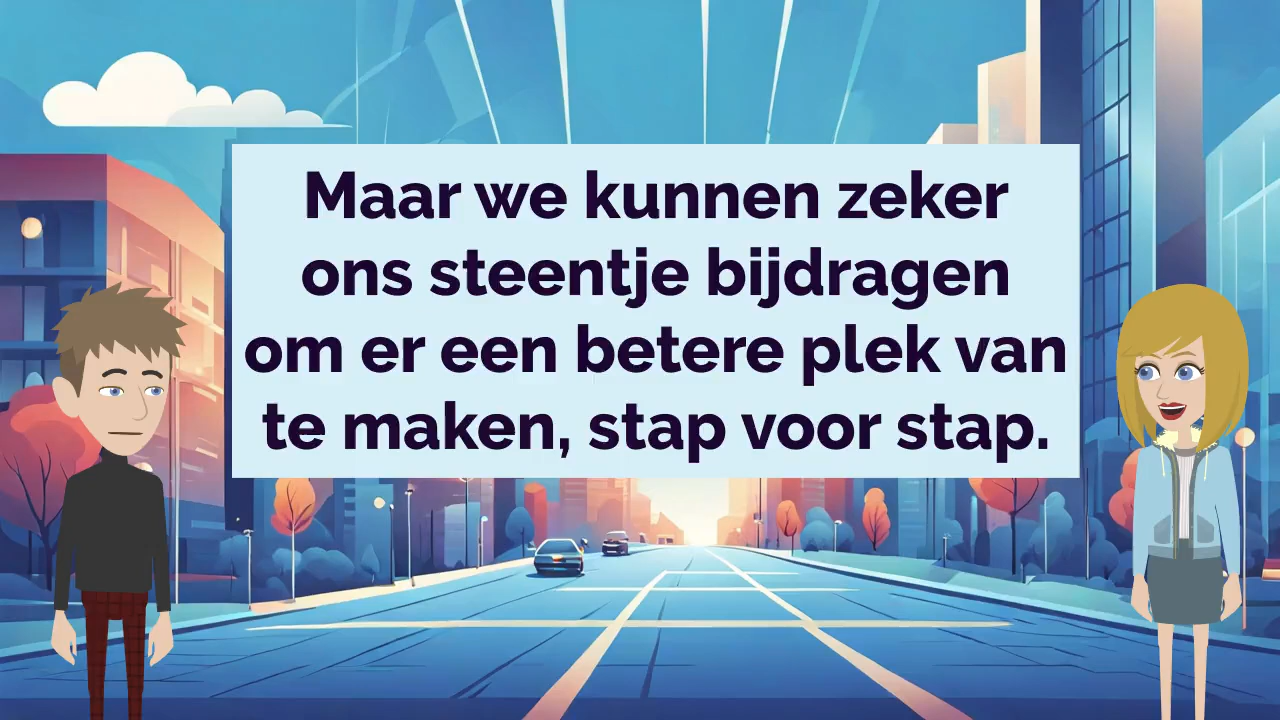 Maar we kunnen zeker
ons steentje bijdragen
om er een betere plek van
te maken, stap voor stap.